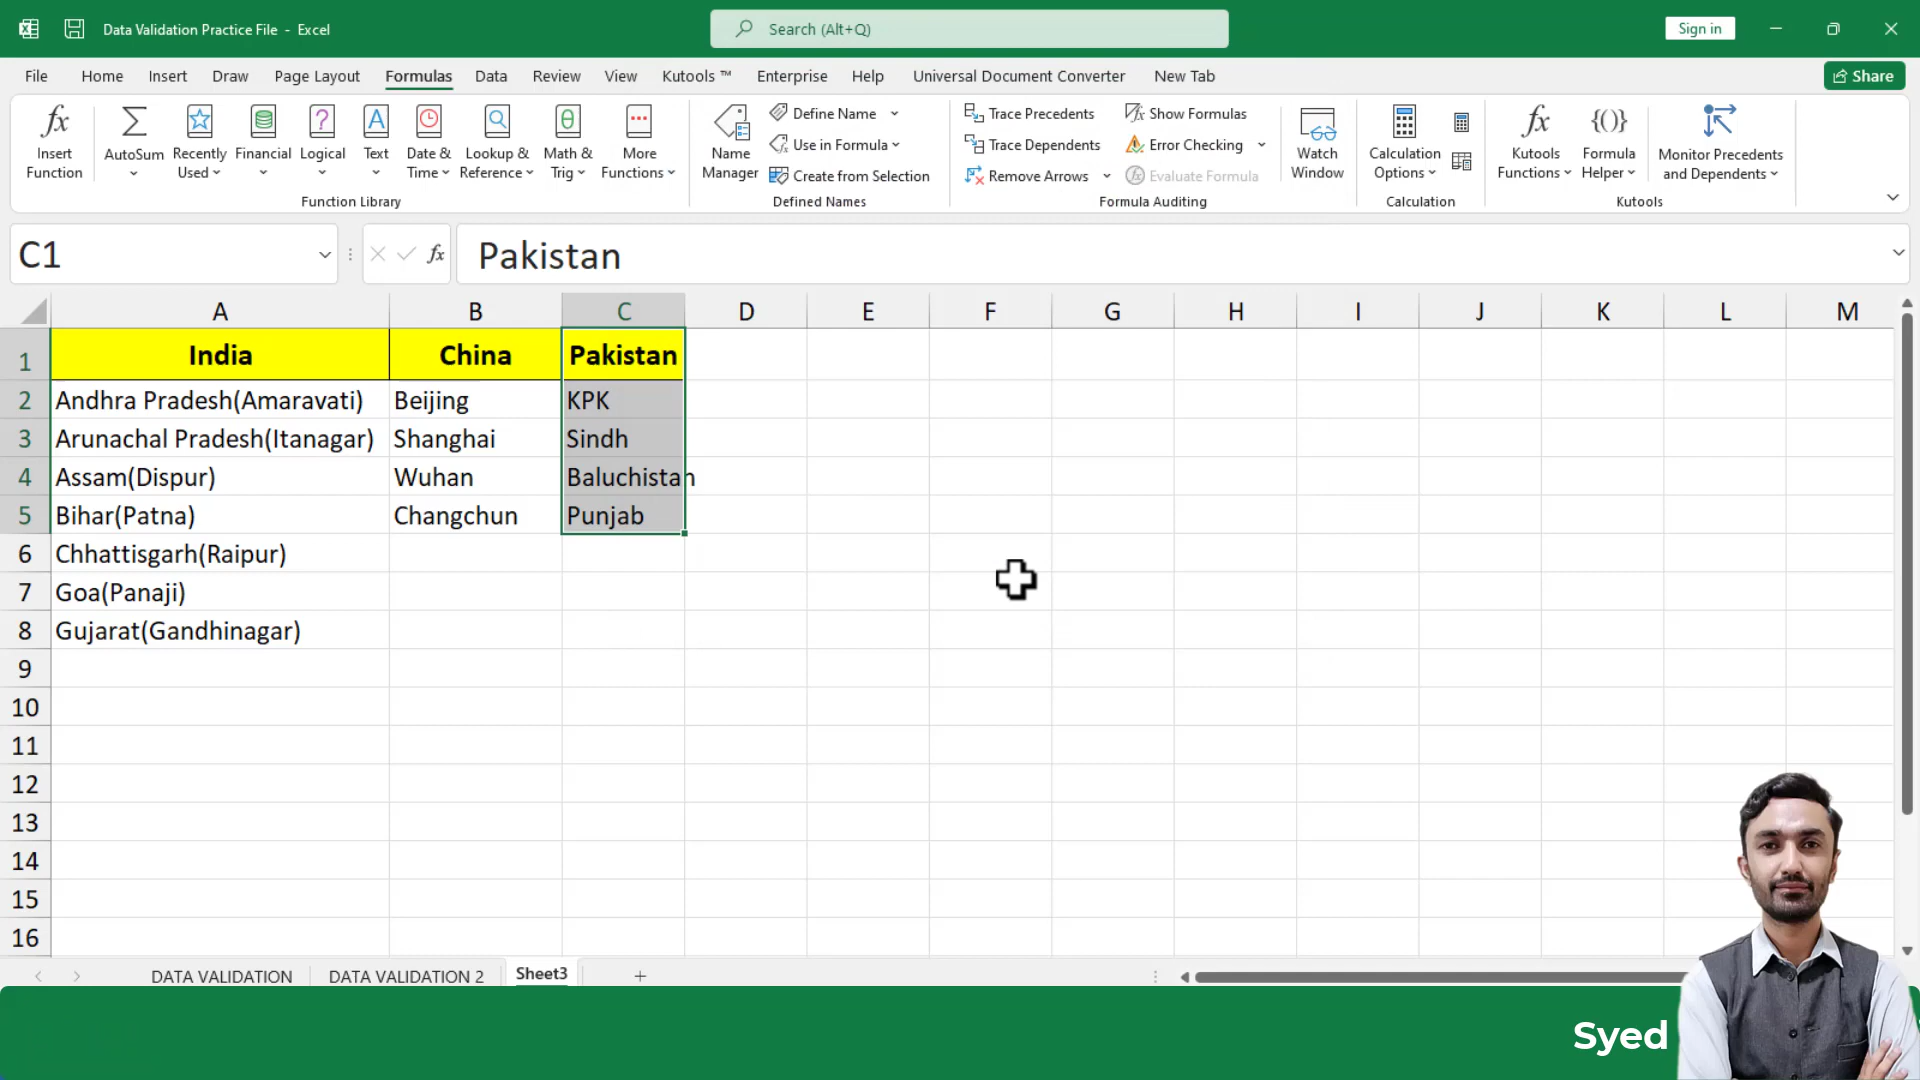 Data Validation Practice File - Excel
Search (Alt+Q)
Sign in
File Home Insert Draw Page Layout Formulas Data Review View Kutools ™ Enterprise Help Universal Document Converter New Tab
Share
Insert Function
AutoSum
Recently Used
Financial
Logical
Text
Date & Time
Lookup & Reference
Math & Trig
More Functions
Function Library
Name Manager
Define Name
Use in Formula
Create from Selection
Defined Names
Trace Precedents
Trace Dependents
Remove Arrows
Show Formulas
Error Checking
Evaluate Formula
Formula Auditing
Watch Window
Calculation Options
Calculation
Kutools Functions
Formula Helper
Monitor Precedents and Dependents
Kutools
C1
fx
Pakistan
A B C D E F G H I J K L M
1 India China Pakistan
2 Andhra Pradesh(Amaravati) Beijing KPK
3 Arunachal Pradesh(Itanagar) Shanghai Sindh
4 Assam(Dispur) Wuhan Baluchistan
5 Bihar(Patna) Changchun Punjab
6 Chhattisgarh(Raipur)
7 Goa(Panaji)
8 Gujarat(Gandhinagar)
9
10
11
12
13
14
15
16
DATA VALIDATION DATA VALIDATION 2 Sheet3
Syed